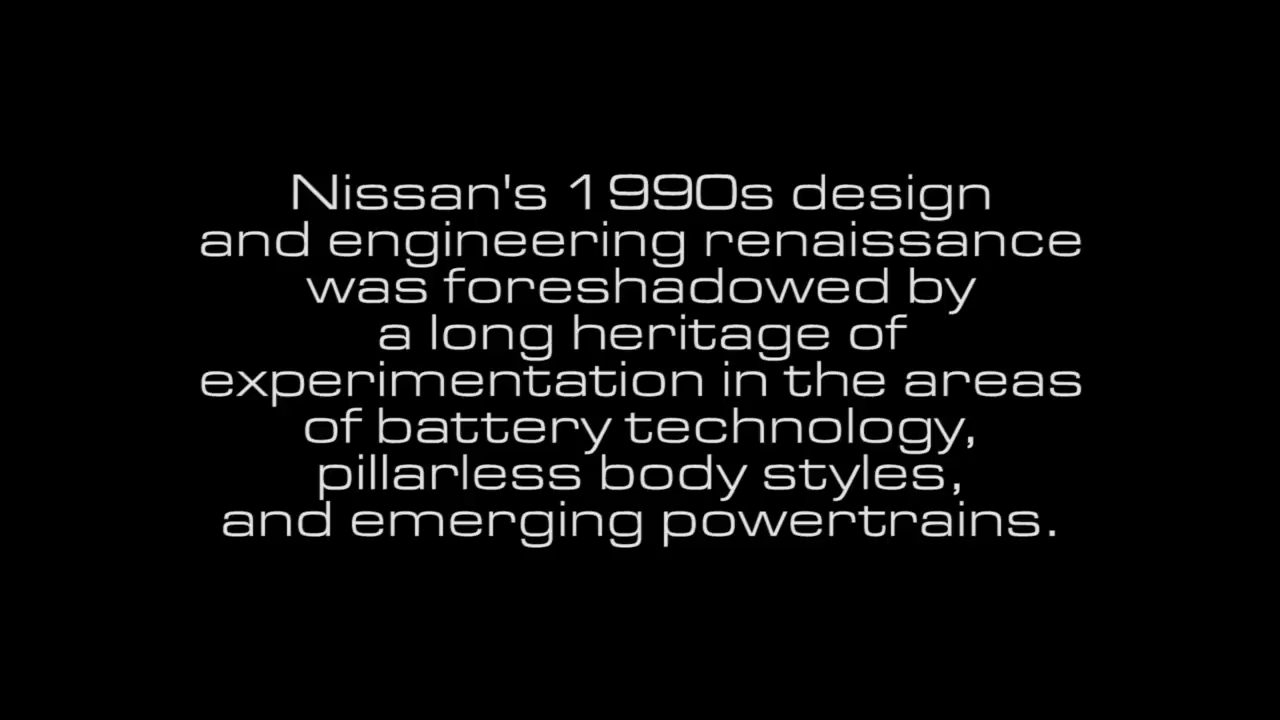 Nissan's 1990s design
and engineering renaissance
was foreshadowed by
a long heritage of
experimentation in the areas
of battery technology,
pillarless body styles,
and emerging powertrains.